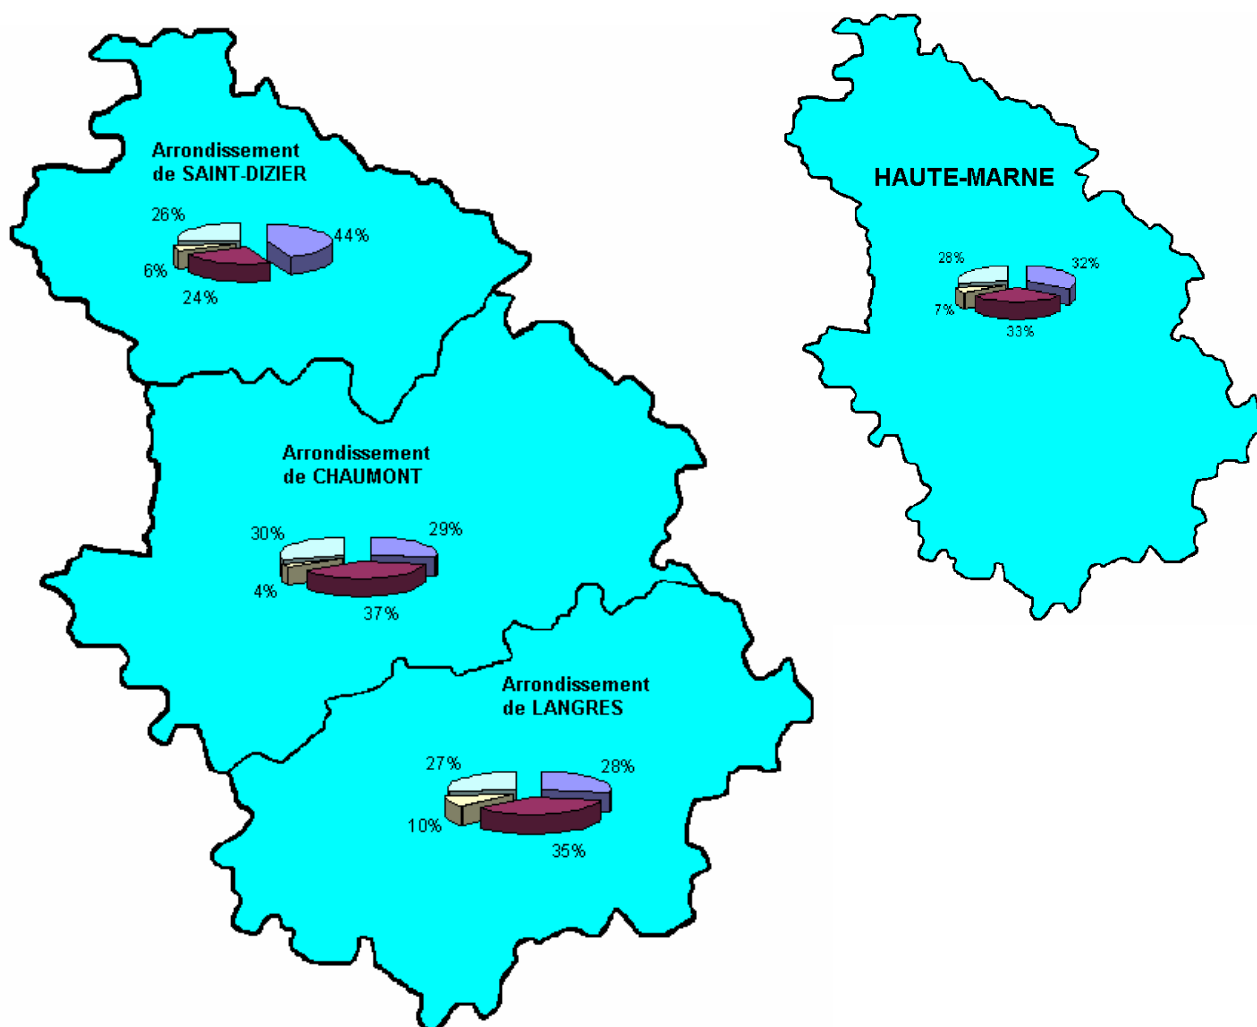 Arrondissement
de SAINT-DIZIER
26%
44%
6%
24%
HAUTE-MARNE
28%
32%
7%
33%
Arrondissement
de CHAUMONT
30%
29%
4%
37%
Arrondissement
de LANGRES
27%
28%
10%
35%